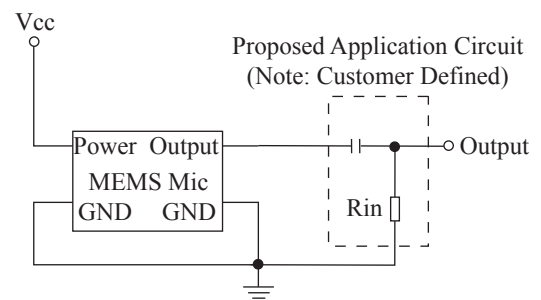 Vcc
Proposed Application Circuit
(Note: Customer Defined)
Power Output
Output
MEMS Mic
GND GND
Rin